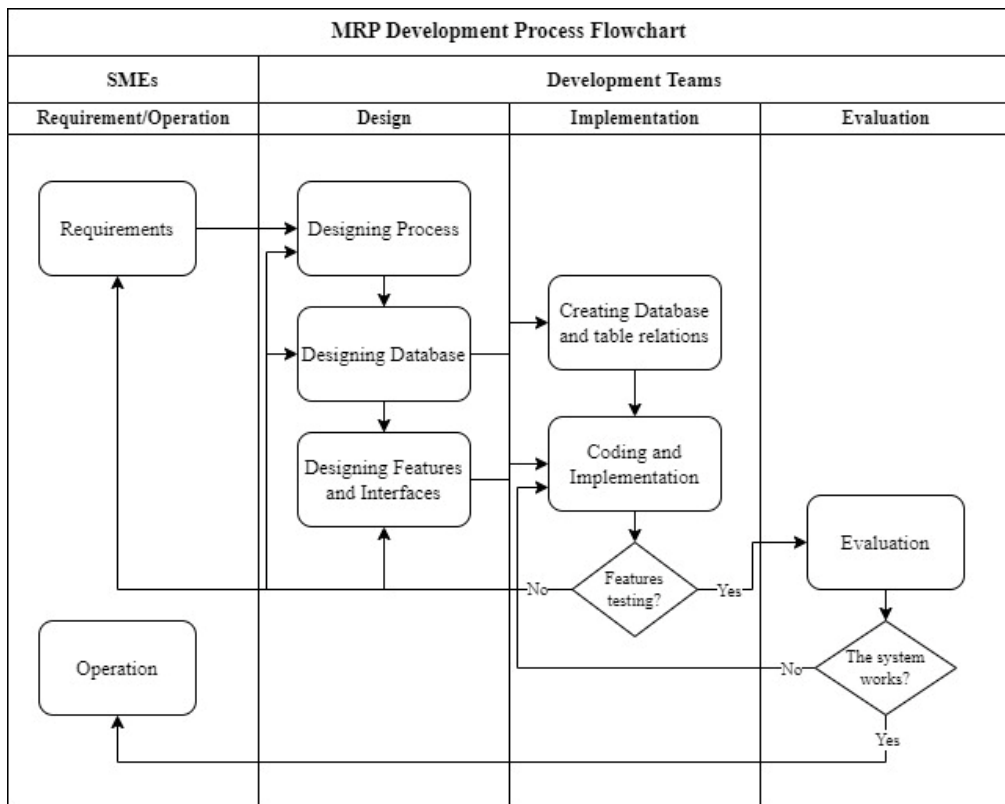 MRP Development Process Flowchart
SMEs
Development Teams
Requirement/Operation
Design
Implementation
Evaluation
Requirements
Designing Process
Creating Database
and table relations
Designing Database
Designing Features
and Interfaces
Coding and
Implementation
Evaluation
Features
testing?
No
Yes
The system
works?
No
Yes
Operation